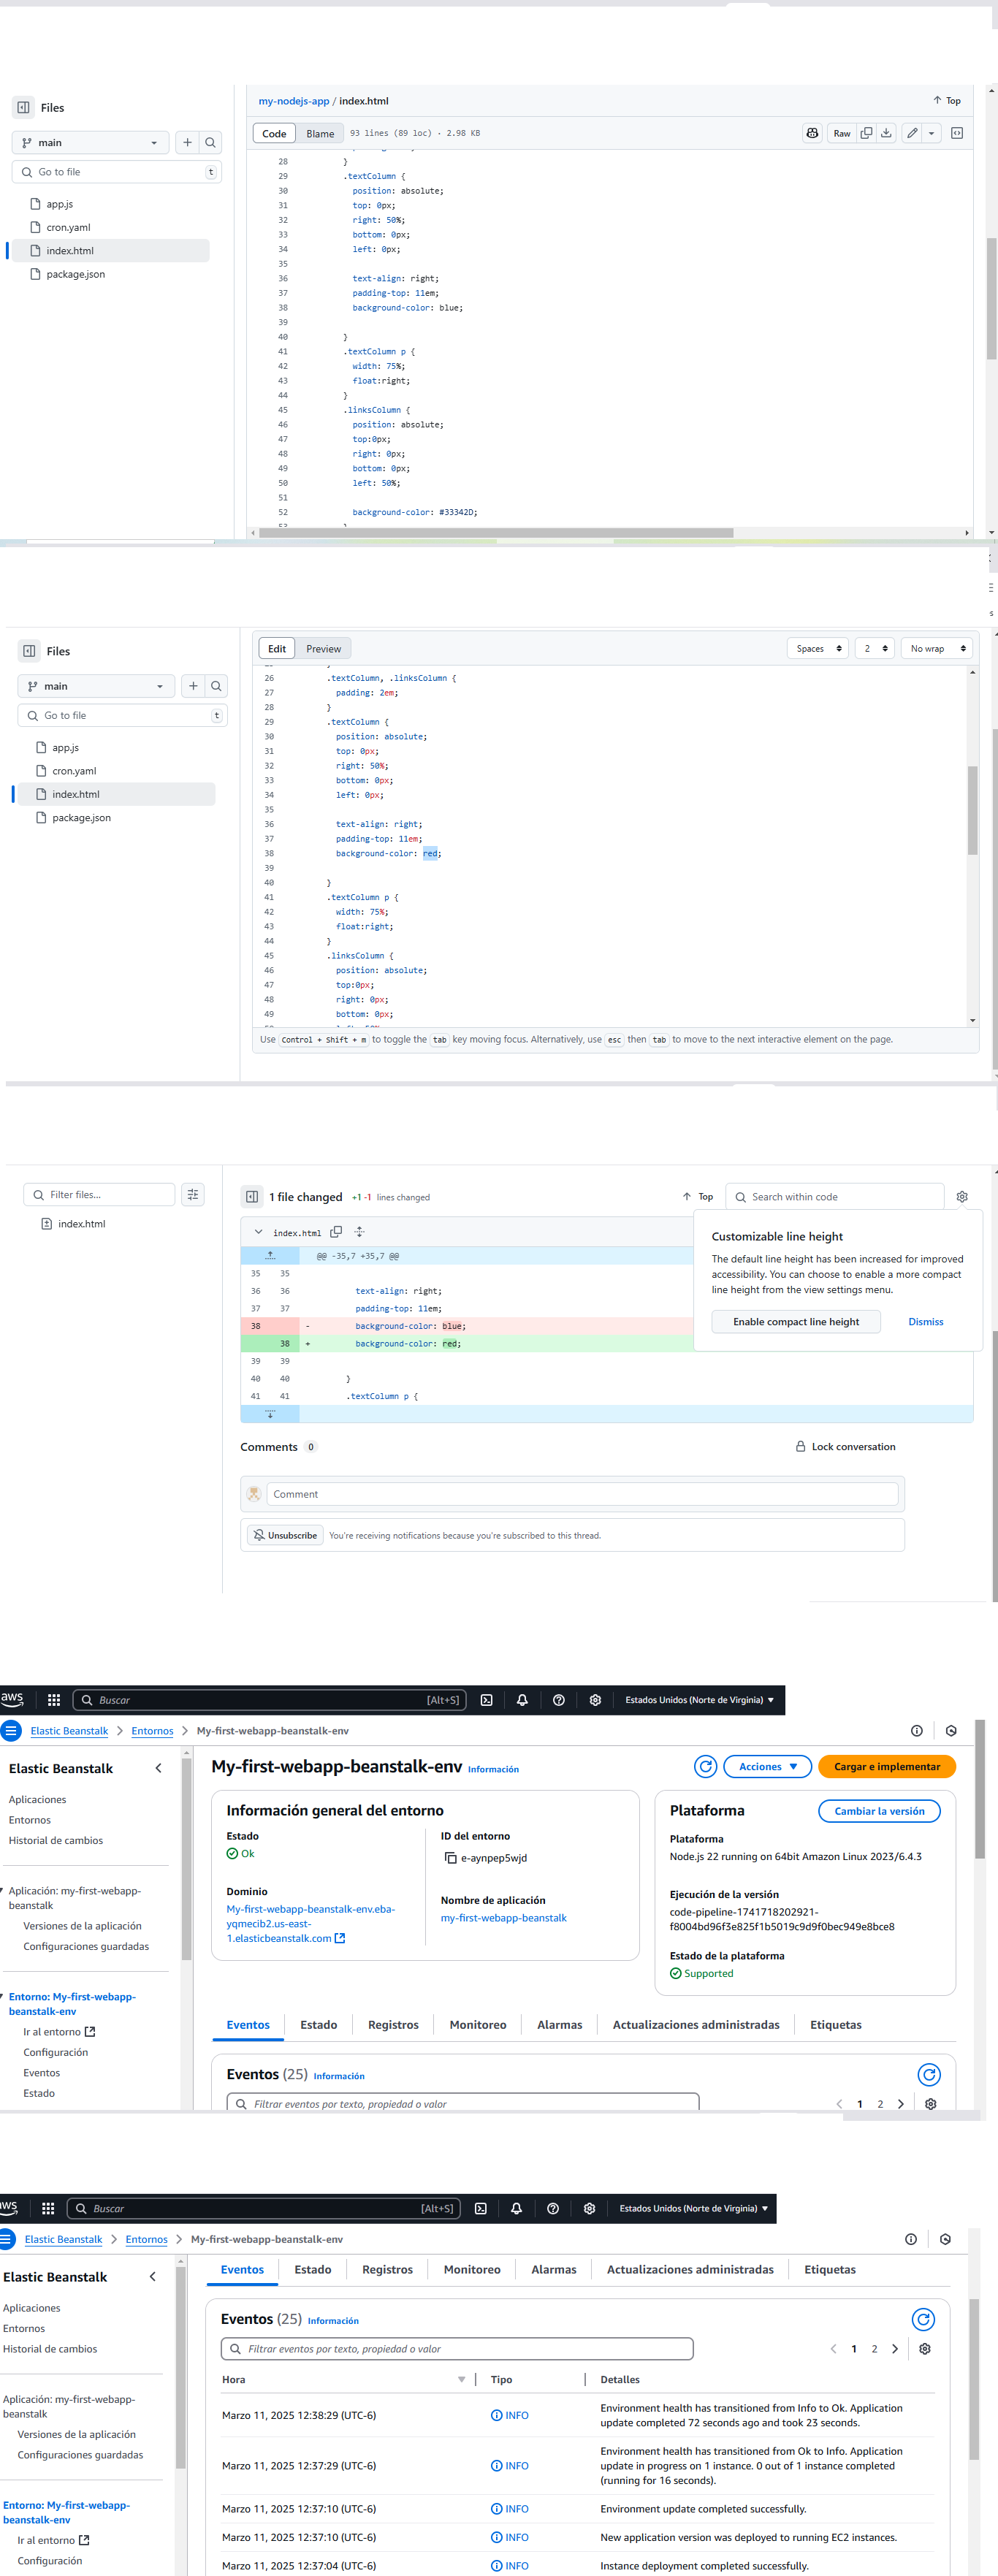 Files
main
Go to file
t
app.js
cron.yaml
index.html
package.json
my-nodejs-app / index.html
Top
Code Blame 93 lines (89 loc) · 2.98 KB
Raw
28 }
29 .textColumn {
30 position: absolute;
31 top: 0px;
32 right: 50%;
33 bottom: 0px;
34 left: 0px;
35
36 text-align: right;
37 padding-top: 11em;
38 background-color: blue;
39
40 }
41 .textColumn p {
42 width: 75%;
43 float:right;
44 }
45 .linksColumn {
46 position: absolute;
47 top:0px;
48 right: 0px;
49 bottom: 0px;
50 left: 50%;
51
52 background-color: #33342D;
Files
main
Go to file
t
app.js
cron.yaml
index.html
package.json
Edit Preview
Spaces 2 No wrap
26 .textColumn, .linksColumn {
27 padding: 2em;
28 }
29 .textColumn {
30 position: absolute;
31 top: 0px;
32 right: 50%;
33 bottom: 0px;
34 left: 0px;
35
36 text-align: right;
37 padding-top: 11em;
38 background-color: red;
39
40 }
41 .textColumn p {
42 width: 75%;
43 float:right;
44 }
45 .linksColumn {
46 position: absolute;
47 top:0px;
48 right: 0px;
49 bottom: 0px;
Use Control + Shift + m to toggle the tab key moving focus. Alternatively, use esc then tab to move to the next interactive element on the page.
Filter files...
index.html
1 file changed +1 -1 lines changed
Top
Search within code
index.html
@@ -35,7 +35,7 @@
35 35
36 36 text-align: right;
37 37 padding-top: 11em;
38 - background-color: blue;
38 + background-color: red;
39 39
40 40 }
41 41 .textColumn p {
Customizable line height
The default line height has been increased for improved
accessibility. You can choose to enable a more compact
line height from the view settings menu.
Enable compact line height Dismiss
Comments 0
Lock conversation
Comment
Unsubscribe You're receiving notifications because you're subscribed to this thread.
aws
Buscar [Alt+S]
Estados Unidos (Norte de Virginia)
Elastic Beanstalk Entornos My-first-webapp-beanstalk-env
Elastic Beanstalk
Aplicaciones
Entornos
Historial de cambios
Aplicación: my-first-webapp-
beanstalk
Versiones de la aplicación
Configuraciones guardadas
Entorno: My-first-webapp-
beanstalk-env
Ir al entorno
Configuración
Eventos
Estado
My-first-webapp-beanstalk-env Información
Acciones
Cargar e implementar
Información general del entorno
Estado
Ok
Dominio
My-first-webapp-beanstalk-env.eba-
yqmecib2.us-east-
1.elasticbeanstalk.com
ID del entorno
e-aynpep5wjd
Nombre de aplicación
my-first-webapp-beanstalk
Plataforma
Cambiar la versión
Plataforma
Node.js 22 running on 64bit Amazon Linux 2023/6.4.3
Ejecución de la versión
code-pipeline-1741718202921-
f8004bd96f3e825f1b5019c9d9f0bec949e8bce8
Estado de la plataforma
Supported
Eventos Estado Registros Monitoreo Alarmas Actualizaciones administradas Etiquetas
Eventos (25) Información
Filtrar eventos por texto, propiedad o valor
1 2
aws
Buscar [Alt+S]
Estados Unidos (Norte de Virginia)
Elastic Beanstalk Entornos My-first-webapp-beanstalk-env
Elastic Beanstalk
Aplicaciones
Entornos
Historial de cambios
Aplicación: my-first-webapp-
beanstalk
Versiones de la aplicación
Configuraciones guardadas
Entorno: My-first-webapp-
beanstalk-env
Ir al entorno
Configuración
Eventos Estado Registros Monitoreo Alarmas Actualizaciones administradas Etiquetas
Eventos (25) Información
Filtrar eventos por texto, propiedad o valor
1 2
Hora Tipo Detalles
Marzo 11, 2025 12:38:29 (UTC-6) INFO Environment health has transitioned from Info to Ok. Application
update completed 72 seconds ago and took 23 seconds.
Marzo 11, 2025 12:37:29 (UTC-6) INFO Environment health has transitioned from Ok to Info. Application
update in progress on 1 instance. 0 out of 1 instance completed
(running for 16 seconds).
Marzo 11, 2025 12:37:10 (UTC-6) INFO Environment update completed successfully.
Marzo 11, 2025 12:37:10 (UTC-6) INFO New application version was deployed to running EC2 instances.
Marzo 11, 2025 12:37:04 (UTC-6) INFO Instance deployment completed successfully.